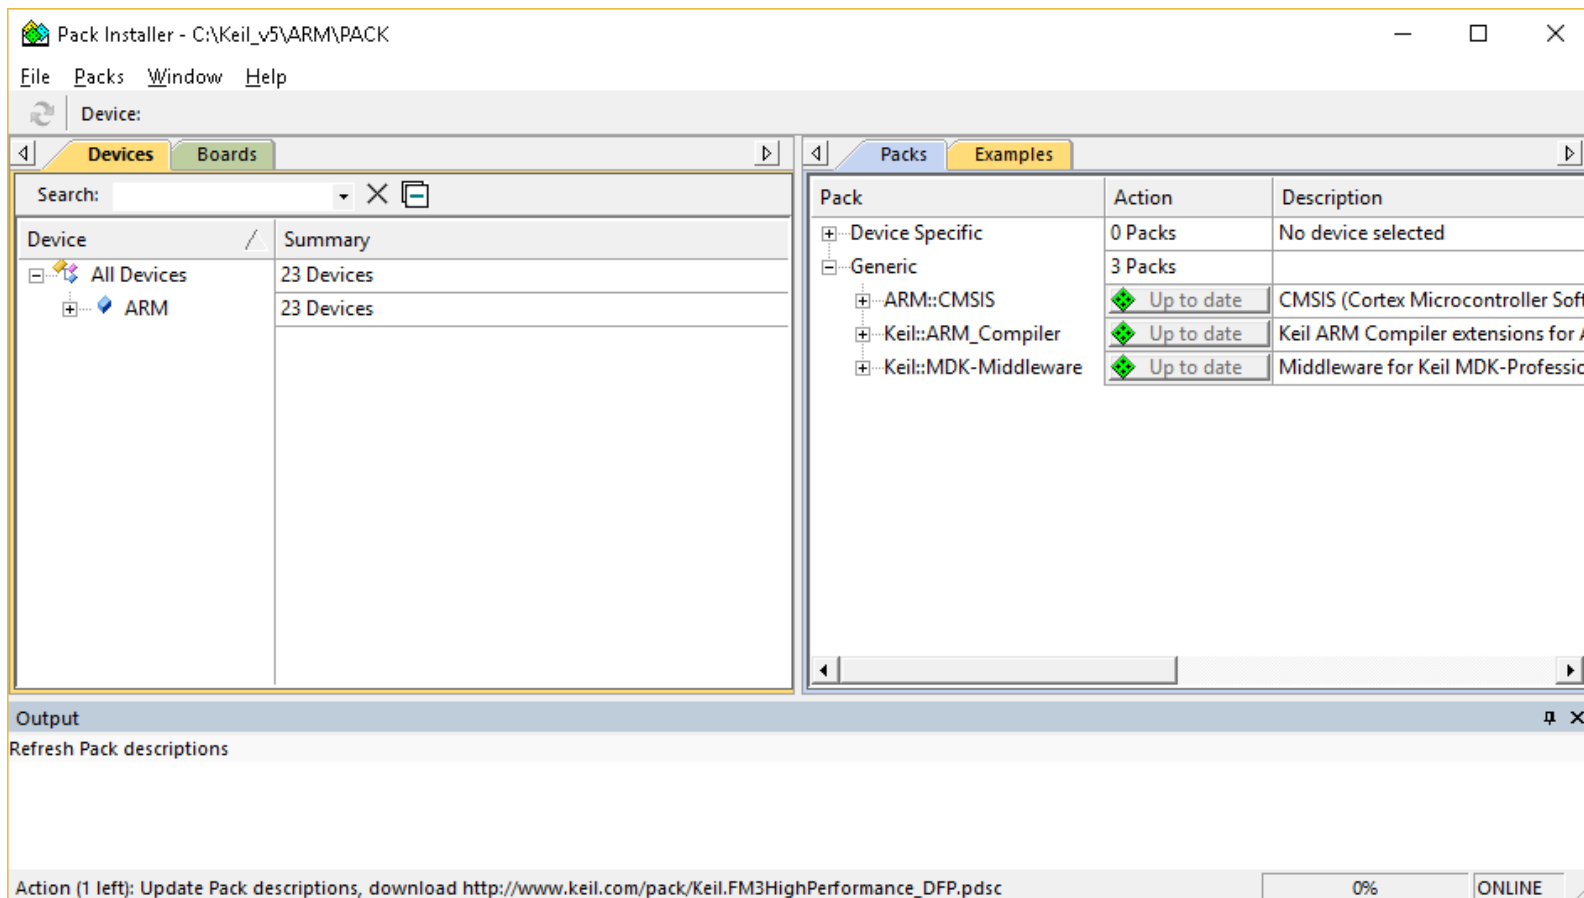 Pack Installer - C:\Keil_v5\ARM\PACK
File Packs Window Help
Device:
Devices Boards
Search:
Device Summary
All Devices 23 Devices
ARM 23 Devices
Packs Examples
Pack Action Description
Device Specific 0 Packs No device selected
Generic 3 Packs
ARM::CMSIS Up to date CMSIS (Cortex Microcontroller Soft
Keil::ARM_Compiler Up to date Keil ARM Compiler extensions for A
Keil::MDK-Middleware Up to date Middleware for Keil MDK-Professic
Output
Refresh Pack descriptions
Action (1 left): Update Pack descriptions, download http://www.keil.com/pack/Keil.FM3HighPerformance_DFP.pdsc 0% ONLINE